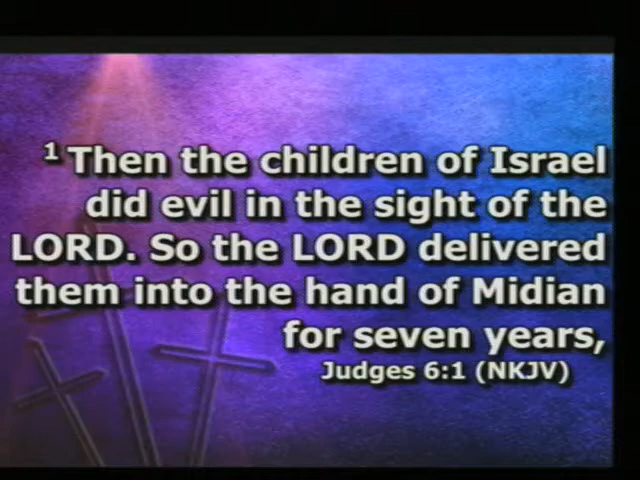 ¹ Then the children of Israel
did evil in the sight of the
LORD. So the LORD delivered
them into the hand of Midian
for seven years,
Judges 6:1 (NKJV)